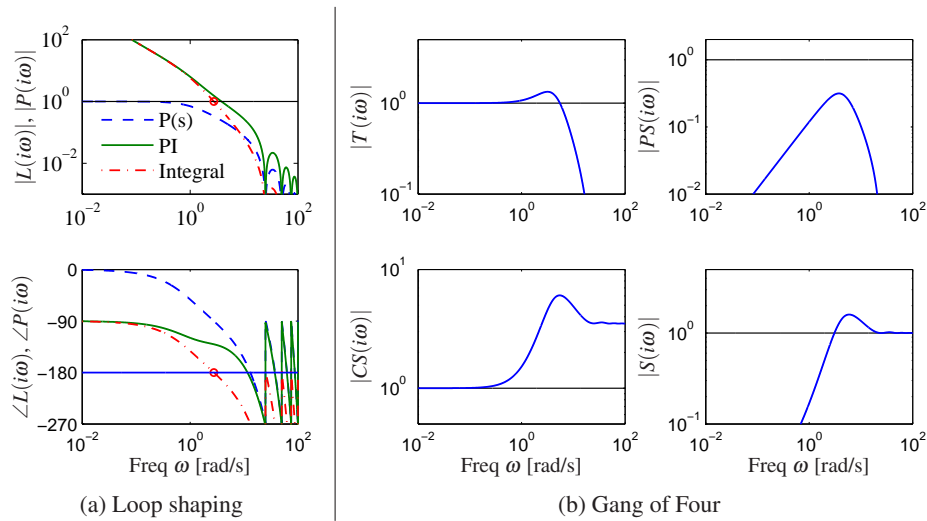 |L(iω)|, |P(iω)|
10^2
10^0
10^-2
P(s)
PI
Integral
10^-2
10^0
10^2
∠L(iω), ∠P(iω)
0
−90
−180
−270
10^-2
10^0
10^2
Freq ω [rad/s]
(a) Loop shaping
|T(iω)|
10^0
10^-1
10^-2
10^0
10^2
|PS(iω)|
10^0
10^-1
10^-2
10^-2
10^0
10^2
|CS(iω)|
10^1
10^0
10^-2
10^0
10^2
Freq ω [rad/s]
|S(iω)|
10^0
10^-1
10^-2
10^0
10^2
Freq ω [rad/s]
(b) Gang of Four